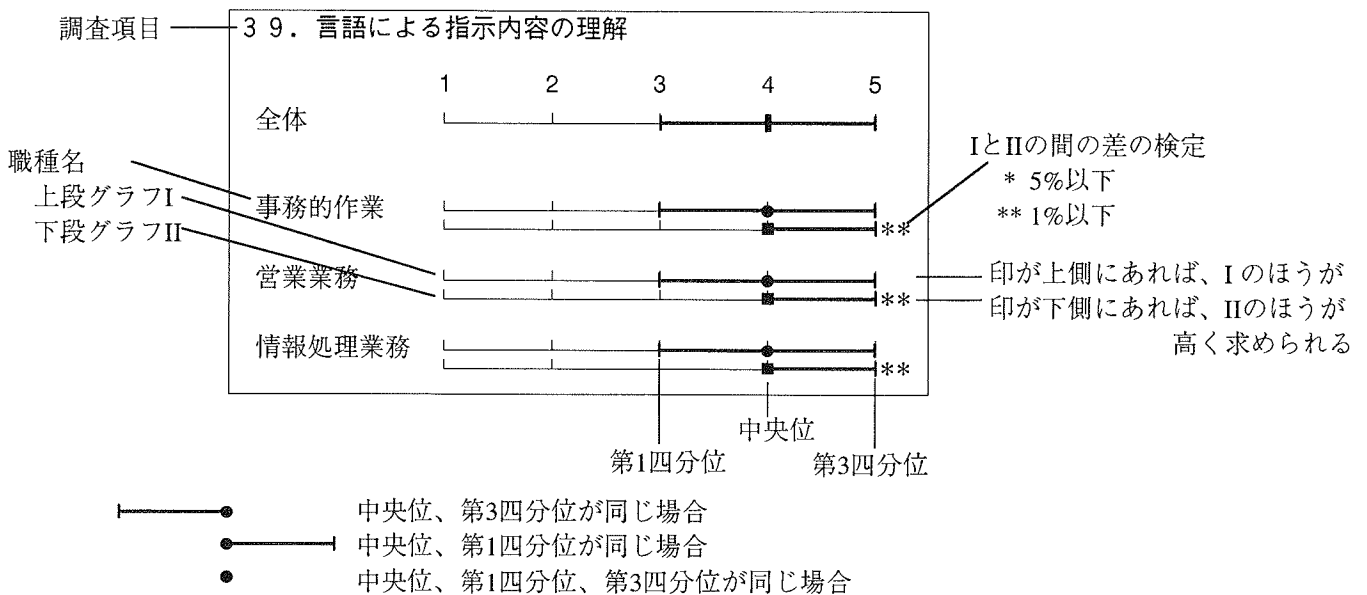 調査項目
39．言語による指示内容の理解
1 2 3 4 5
全体
職種名
上段グラフI
下段グラフII
事務的作業
**
営業業務
**
情報処理業務
**
IとIIの間の差の検定
* 5%以下
** 1%以下
印が上側にあれば、Iのほうが
印が下側にあれば、IIのほうが
高く求められる
中央位
第1四分位
第3四分位
中央位、第3四分位が同じ場合
中央位、第1四分位が同じ場合
中央位、第1四分位、第3四分位が同じ場合